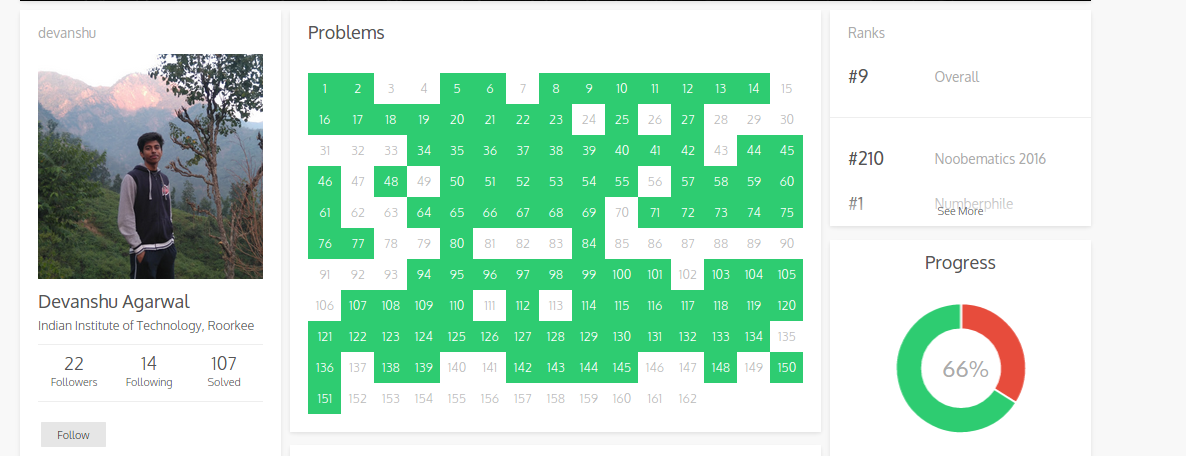 devanshu
Devanshu Agarwal
Indian Institute of Technology, Roorkee
22 14 107
Followers Following Solved
Follow
Problems
1 2 3 4 5 6 7 8 9 10 11 12 13 14 15
16 17 18 19 20 21 22 23 24 25 26 27 28 29 30
31 32 33 34 35 36 37 38 39 40 41 42 43 44 45
46 47 48 49 50 51 52 53 54 55 56 57 58 59 60
61 62 63 64 65 66 67 68 69 70 71 72 73 74 75
76 77 78 79 80 81 82 83 84 85 86 87 88 89 90
91 92 93 94 95 96 97 98 99 100 101 102 103 104 105
106 107 108 109 110 111 112 113 114 115 116 117 118 119 120
121 122 123 124 125 126 127 128 129 130 131 132 133 134 135
136 137 138 139 140 141 142 143 144 145 146 147 148 149 150
151 152 153 154 155 156 157 158 159 160 161 162
Ranks
#9 Overall
#210 Noobematics 2016
#1 Numberphile
See More
Progress
66%